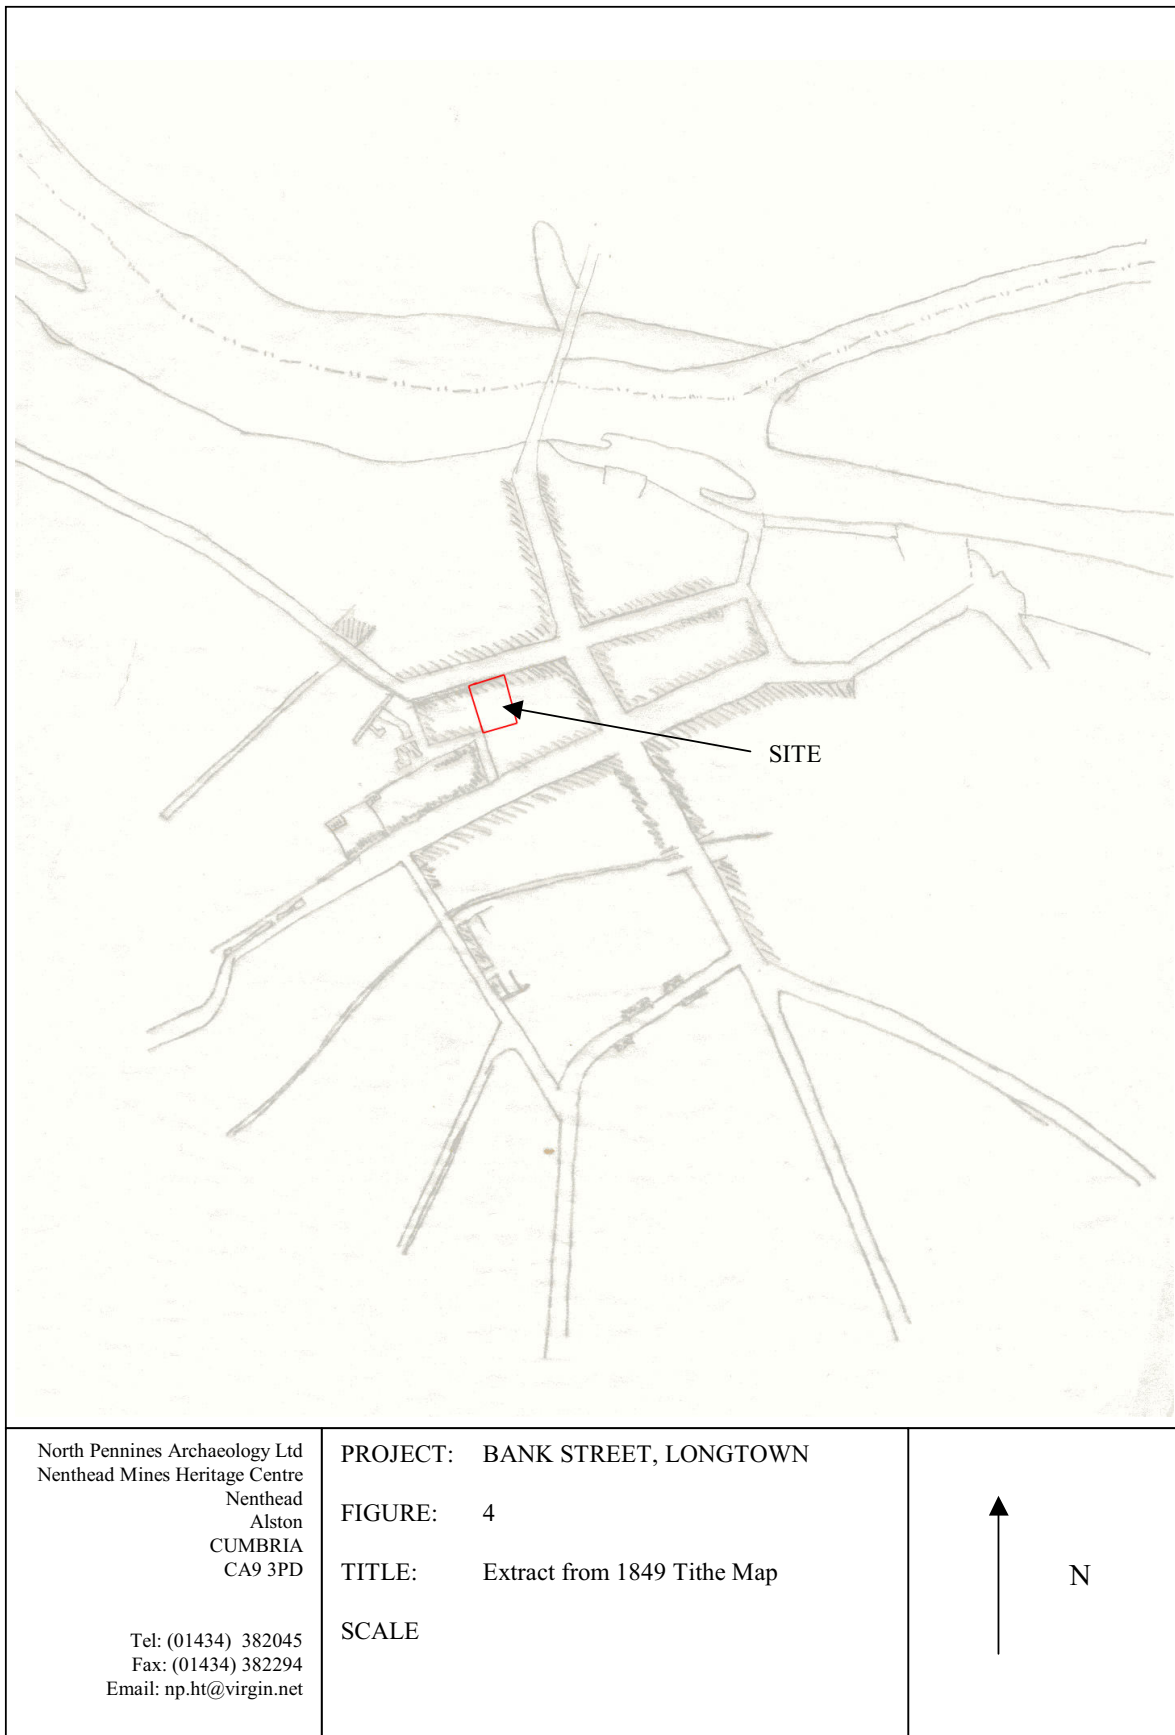 SITE
North Pennines Archaeology Ltd
Nenthead Mines Heritage Centre
Nenthead
Alston
CUMBRIA
CA9 3PD
Tel: (01434) 382045
Fax: (01434) 382294
Email: np.ht@virgin.net
PROJECT: BANK STREET, LONGTOWN
FIGURE: 4
TITLE: Extract from 1849 Tithe Map
SCALE
N